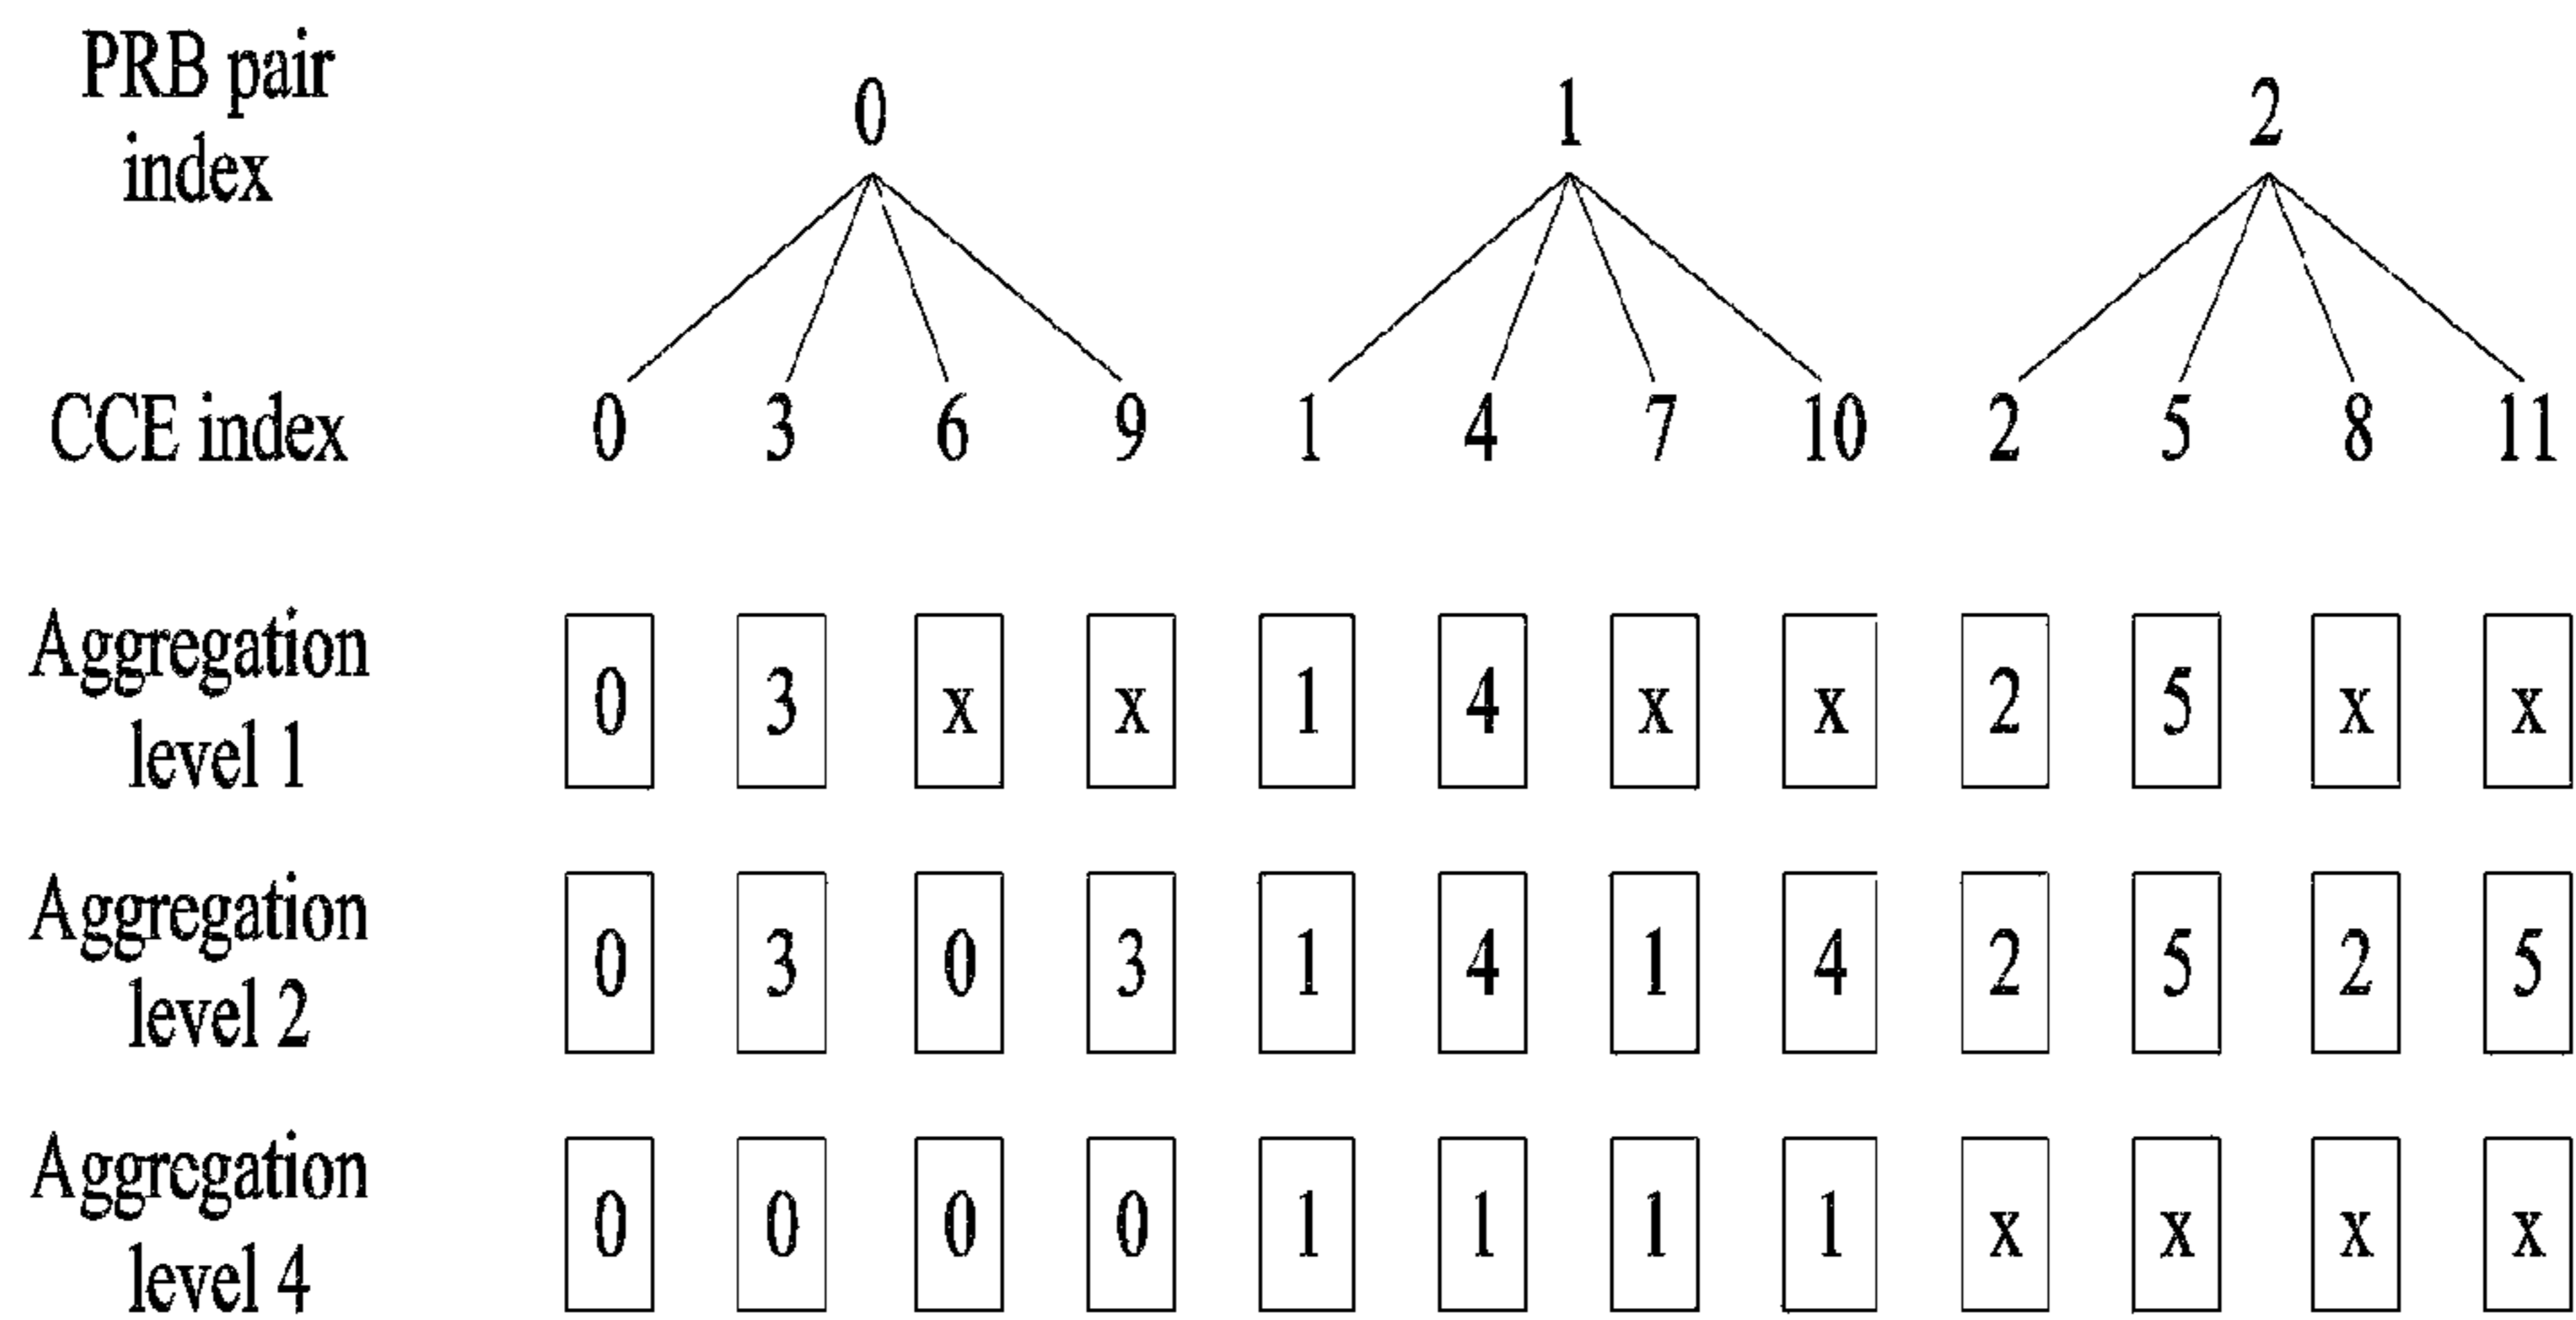 PRB pair
index
0 1 2
CCE index
0 3 6 9 1 4 7 10 2 5 8 11
Aggregation
level 1
0 3 x x 1 4 x x 2 5 x x
Aggregation
level 2
0 3 0 3 1 4 1 4 2 5 2 5
Aggregation
level 4
0 0 0 0 1 1 1 1 x x x x